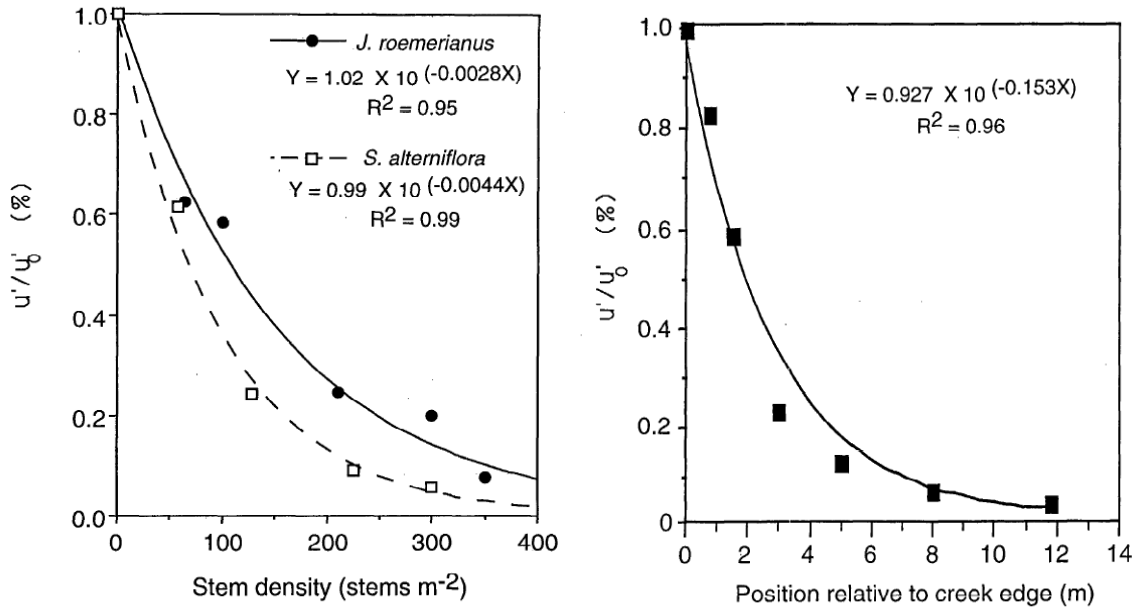 1.0
0.8
0.6
0.4
0.2
0.0
0
100
200
300
400
u'/u'0 (%)
Stem density (stems m-2)
J. roemerianus
Y = 1.02 X 10 (-0.0028X)
R2 = 0.95
S. alterniflora
Y = 0.99 X 10 (-0.0044X)
R2 = 0.99
1.0
0.8
0.6
0.4
0.2
0
0
2
4
6
8
10
12
14
u'/u'0 (%)
Position relative to creek edge (m)
Y = 0.927 X 10 (-0.153X)
R2 = 0.96